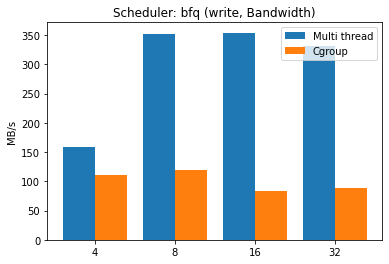 Scheduler: bfq (write, Bandwidth)
Multi thread
Cgroup
MB/s
350
300
250
200
150
100
50
0
4 8 16 32